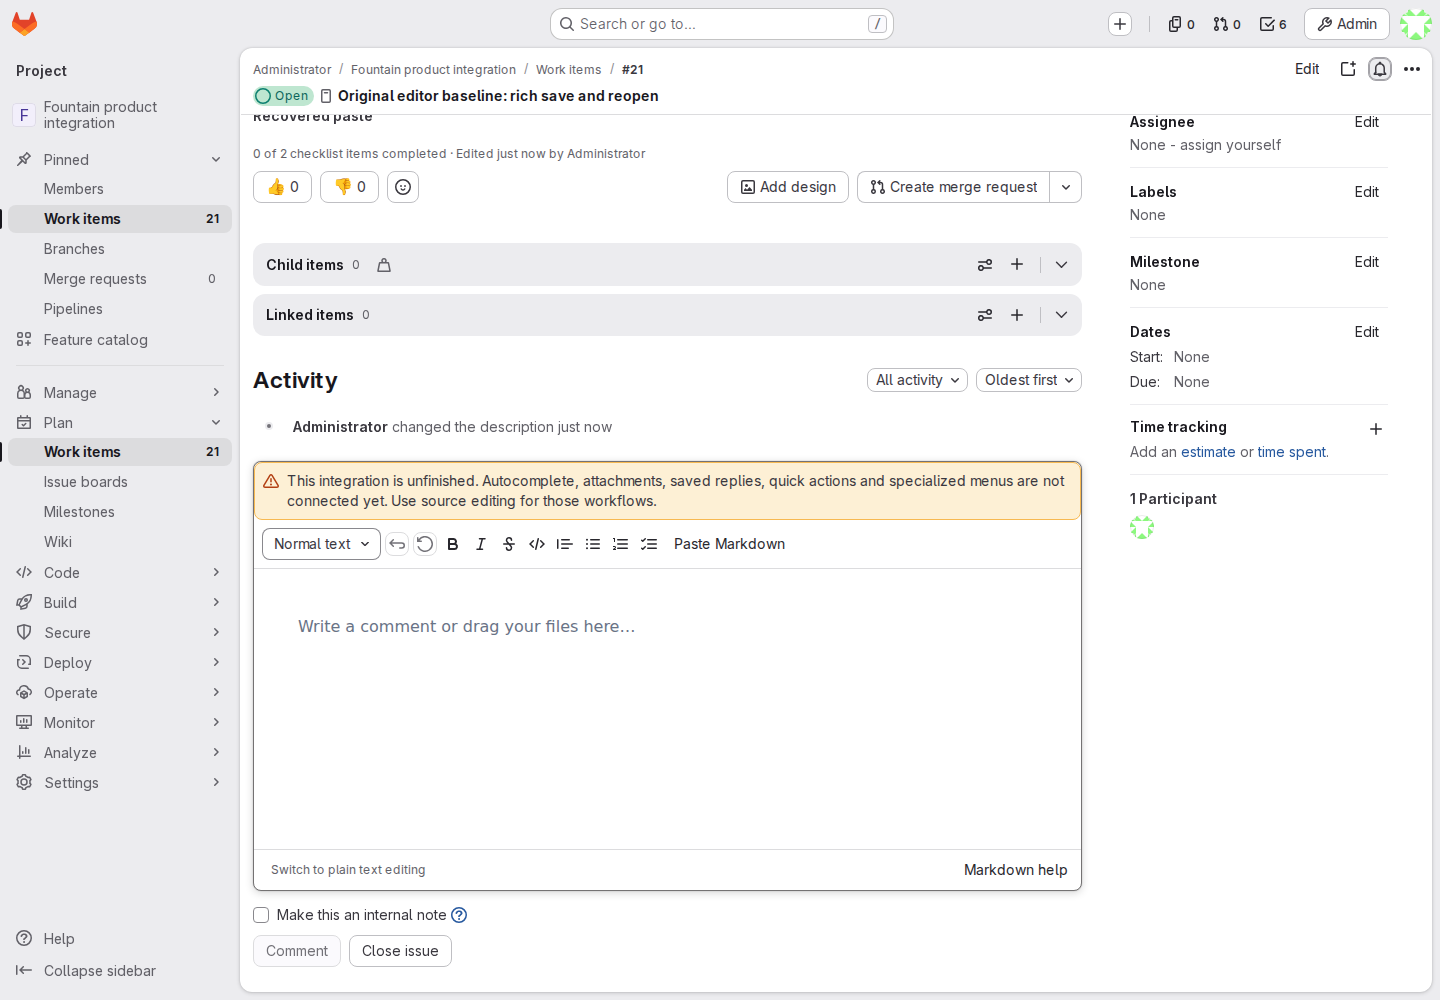 Search or go to...
/
0
0
6
Admin
Project
F
Fountain product
integration
Pinned
Members
Work items
21
Branches
Merge requests
0
Pipelines
Feature catalog
Manage
Plan
Work items
21
Issue boards
Milestones
Wiki
Code
Build
Secure
Deploy
Operate
Monitor
Analyze
Settings
Help
Collapse sidebar
Administrator / Fountain product integration / Work items / #21
Edit
Open
Original editor baseline: rich save and reopen
Recovered paste
0 of 2 checklist items completed · Edited just now by Administrator
👍 0
👎 0
Add design
Create merge request
Child items 0
Linked items 0
Activity
All activity
Oldest first
Administrator changed the description just now
This integration is unfinished. Autocomplete, attachments, saved replies, quick actions and specialized menus are not
connected yet. Use source editing for those workflows.
Normal text
Paste Markdown
Write a comment or drag your files here…
Switch to plain text editing
Markdown help
Make this an internal note
Comment
Close issue
Assignee
Edit
None - assign yourself
Labels
Edit
None
Milestone
Edit
None
Dates
Edit
Start: None
Due: None
Time tracking
Add an estimate or time spent.
1 Participant